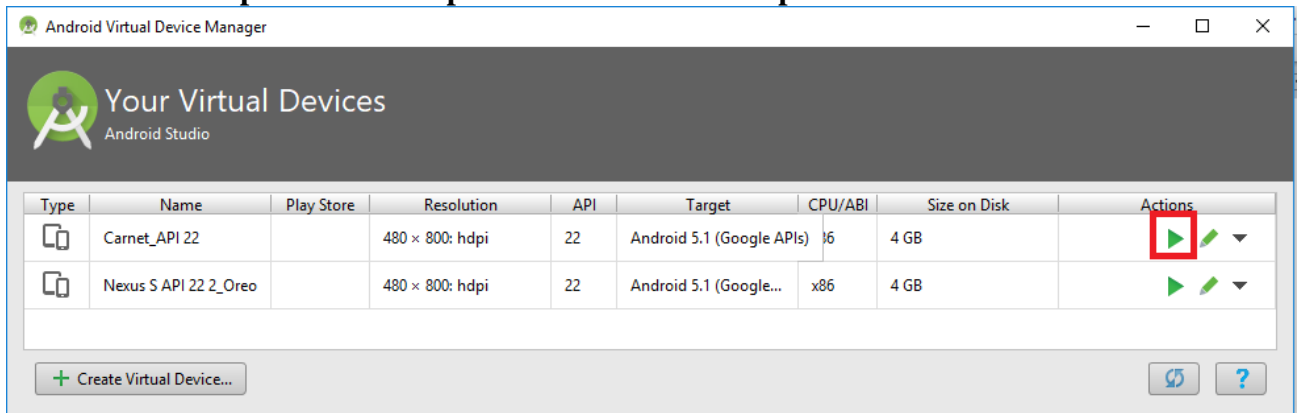 Android Virtual Device Manager
Your Virtual Devices
Android Studio
Type Name Play Store Resolution API Target CPU/ABI Size on Disk Actions
Carnet_API 22 480 × 800: hdpi 22 Android 5.1 (Google APIs) 86 4 GB
Nexus S API 22 2_Oreo 480 × 800: hdpi 22 Android 5.1 (Google... x86 4 GB
+ Create Virtual Device... ?